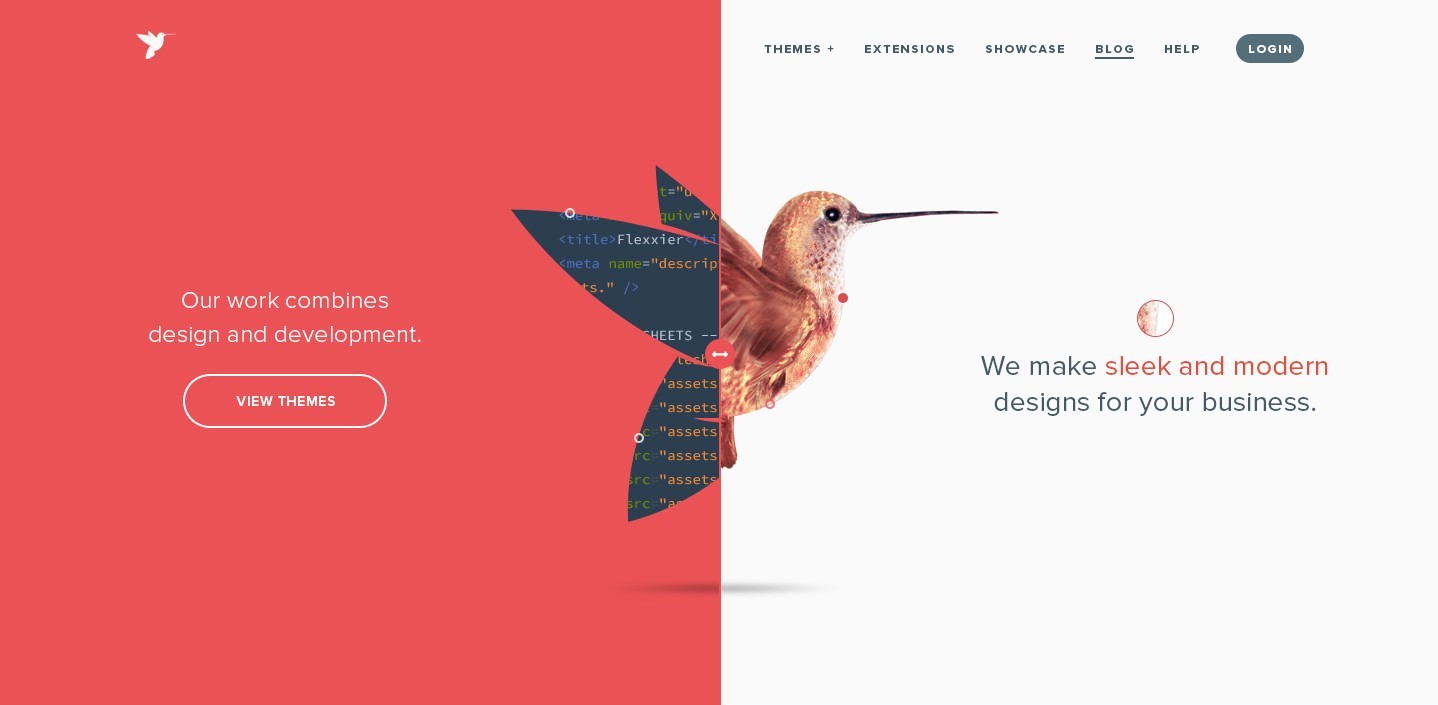 THEMES +
EXTENSIONS
SHOWCASE
BLOG
HELP
LOGIN
Our work combines
design and development.
VIEW THEMES
t="u
quiv="X
<title>Flexxier</ti
<meta name="descrip
ts." />
SHEETS --
"assets
"assets
c="assets
rc="assets
src="assets
src="as
We make sleek and modern
designs for your business.